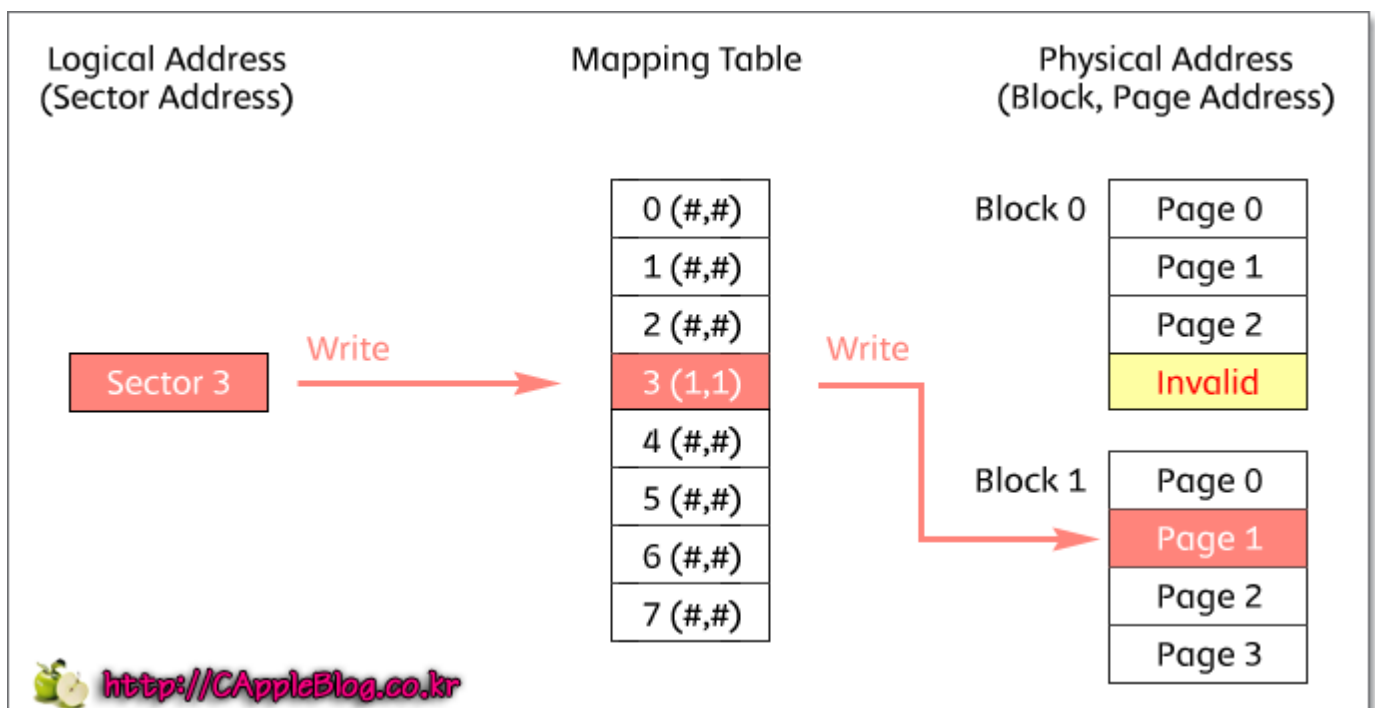 Logical Address
(Sector Address)
Mapping Table
Physical Address
(Block, Page Address)
Sector 3
Write
0 (#,#)
1 (#,#)
2 (#,#)
3 (1,1)
4 (#,#)
5 (#,#)
6 (#,#)
7 (#,#)
Write
Block 0
Page 0
Page 1
Page 2
Invalid
Block 1
Page 0
Page 1
Page 2
Page 3
http://CAppleBlog.co.kr